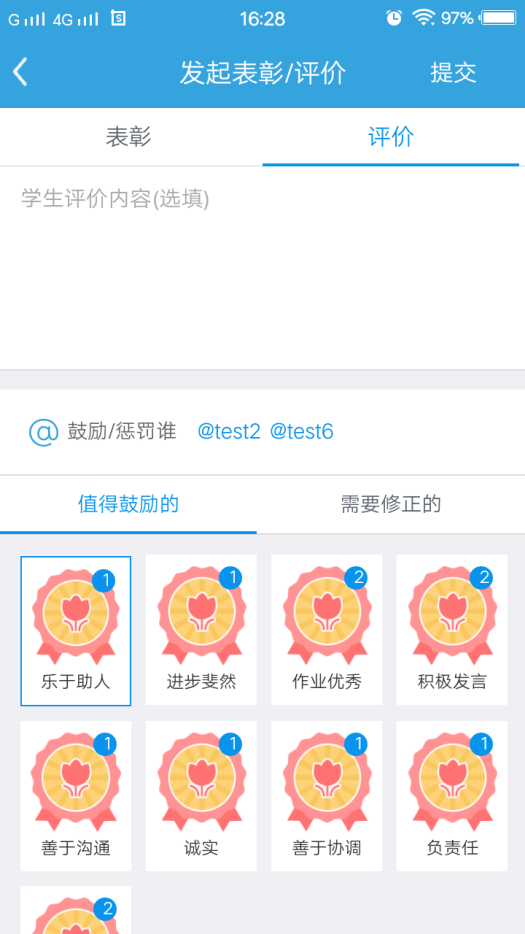 G 4G S 16:28 97%
发起表彰/评价 提交
表彰 评价
学生评价内容(选填)
@ 鼓励/惩罚谁 @test2 @test6
值得鼓励的 需要修正的
1 1 2 2
乐于助人 进步斐然 作业优秀 积极发言
1 1 1 1
善于沟通 诚实 善于协调 负责任
2